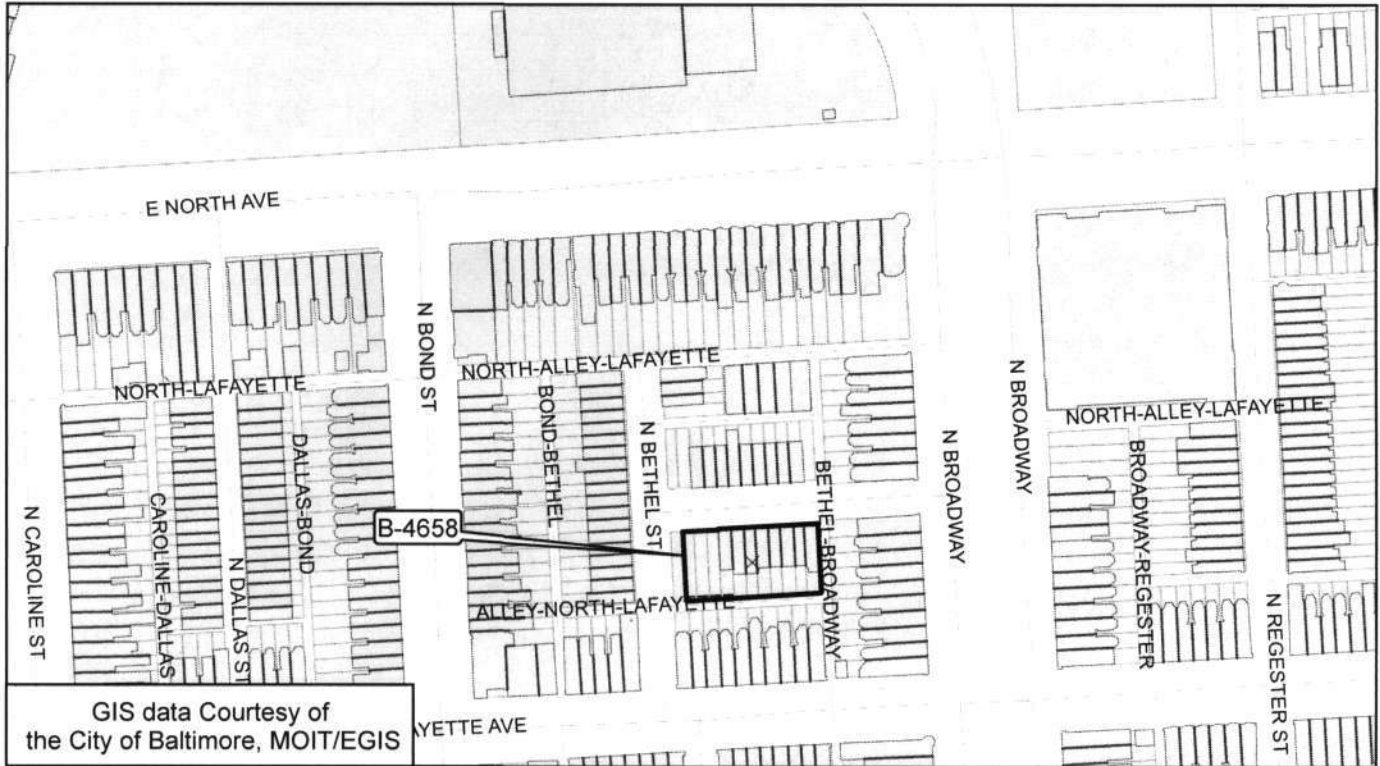 E NORTH AVE
N BOND ST
NORTH-ALLEY-LAFAYETTE
NORTH-LAFAYETTE
BOND-BETHEL
N BETHEL ST
N BROADWAY
N BROADWAY
NORTH-ALLEY-LAFAYETTE
DALLAS-BOND
CAROLINE-DALLAS
N CAROLINE ST
N DALLAS ST
B-4658
BETHEL-BROADWAY
BROADWAY-REGESTER
N REGESTER ST
ALLEY-NORTH-LAFAYETTE
GIS data Courtesy of
the City of Baltimore, MOIT/EGIS
AYETTE AVE